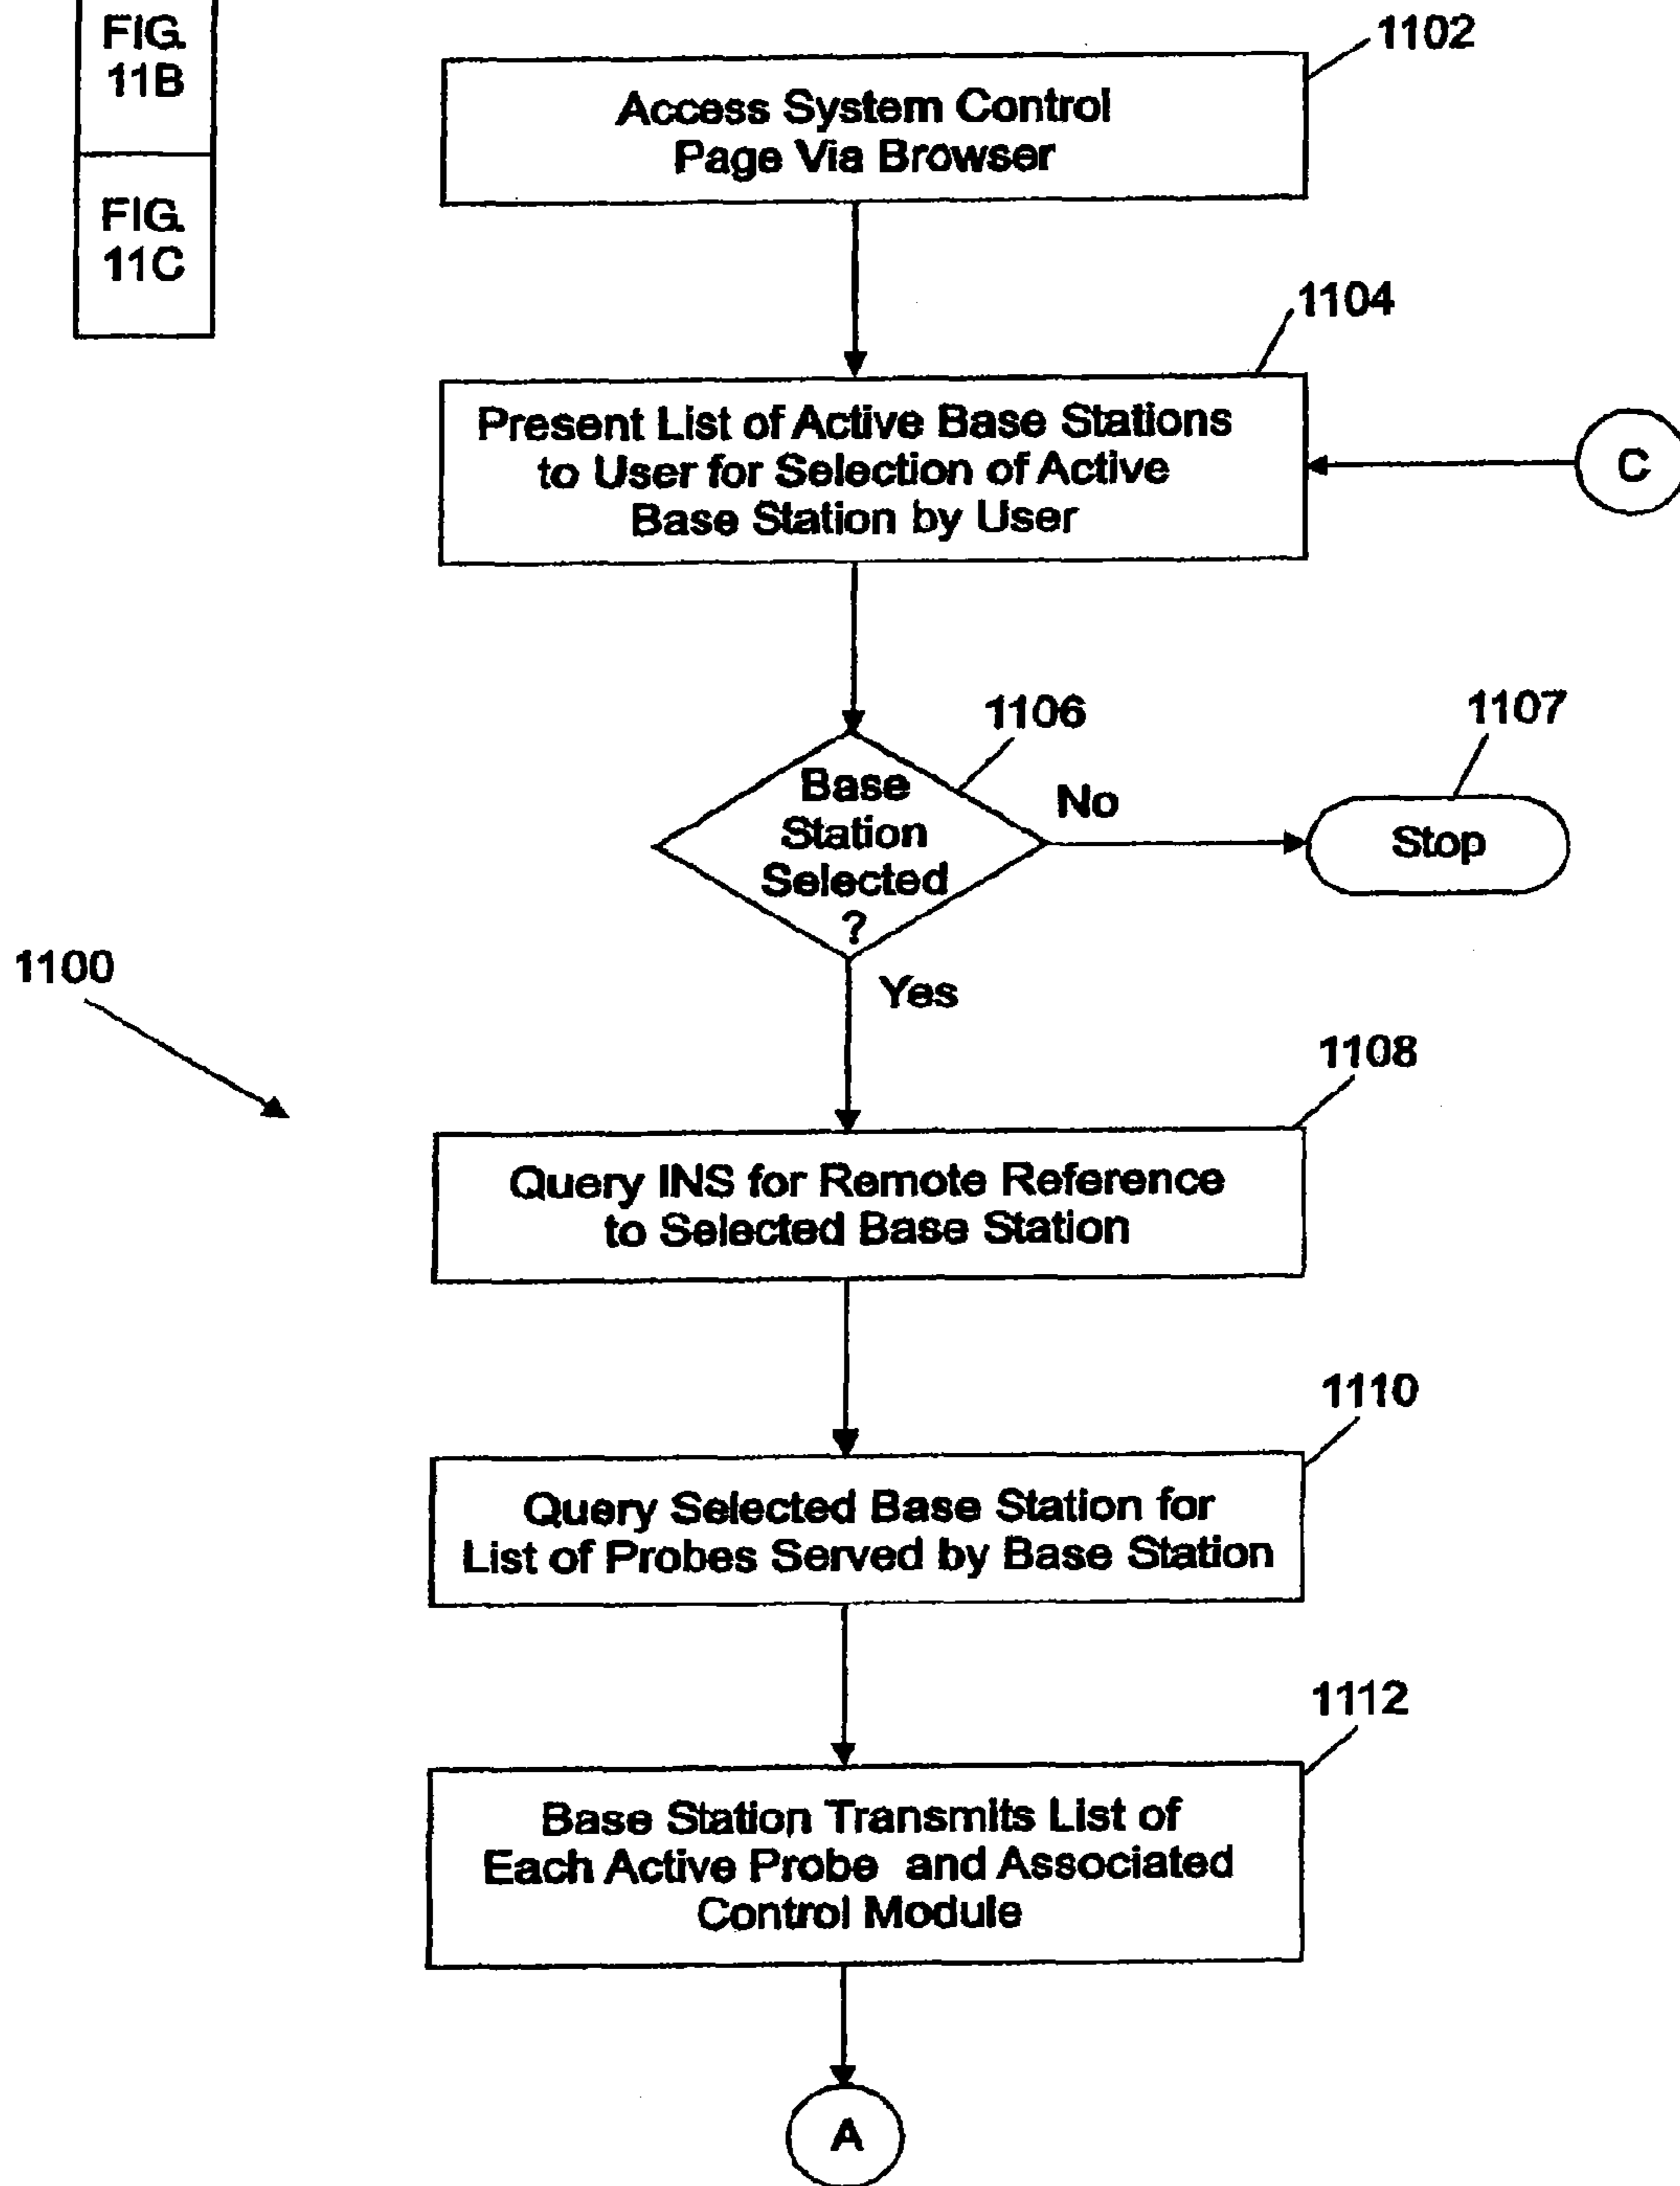 FIG.
11B
FIG.
11C
1102
Access System Control
Page Via Browser
1104
Present List of Active Base Stations
to User for Selection of Active
Base Station by User
C
1106
1107
Base
Station
Selected
?
No
Stop
1100
Yes
1108
Query INS for Remote Reference
to Selected Base Station
1110
Query Selected Base Station for
List of Probes Served by Base Station
1112
Base Station Transmits List of
Each Active Probe and Associated
Control Module
A